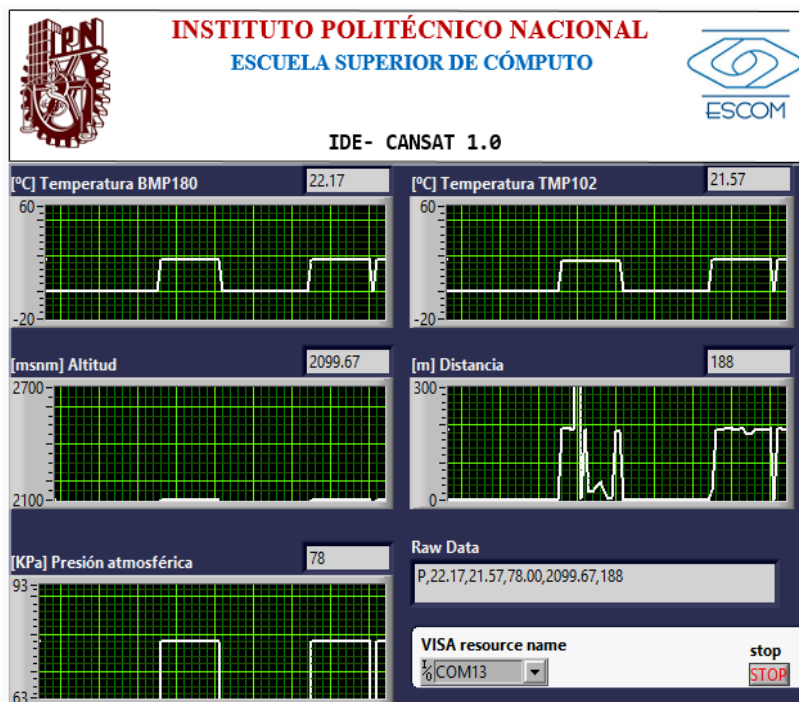 IPN
INSTITUTO POLITÉCNICO NACIONAL
ESCUELA SUPERIOR DE CÓMPUTO
ESCOM
IDE- CANSAT 1.0
[ºC] Temperatura BMP180 22.17
60
-20
[ºC] Temperatura TMP102 21.57
60
-20
[msnm] Altitud 2099.67
2700
2100
[m] Distancia 188
300
0
[KPa] Presión atmosférica 78
93
63
Raw Data
P,22.17,21.57,78.00,2099.67,188
VISA resource name
COM13
stop
STOP